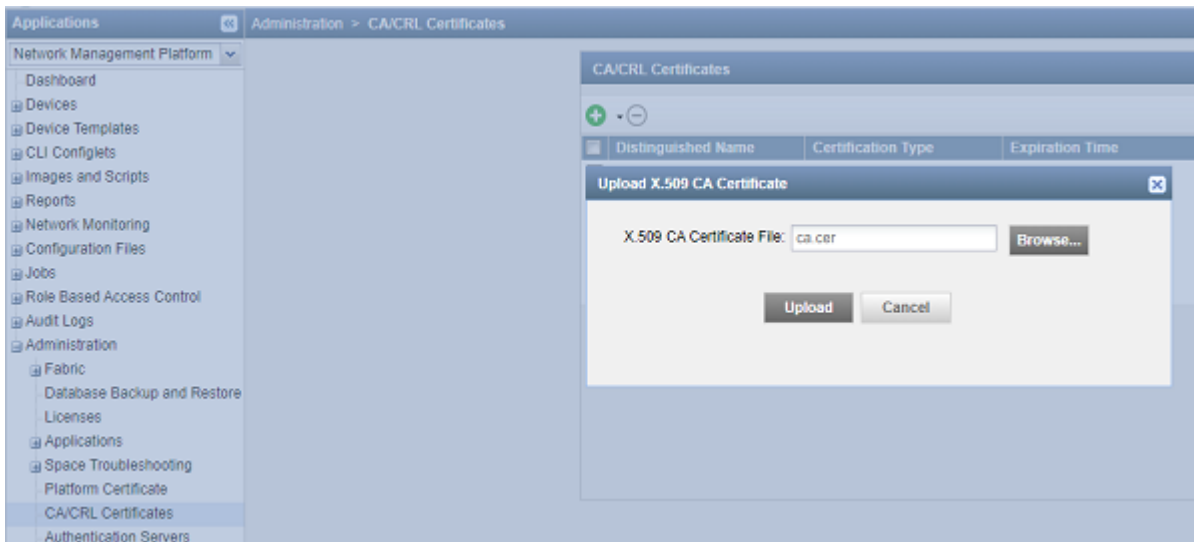 Applications
Administration > CA/CRL Certificates
Network Management Platform
Dashboard
Devices
Device Templates
CLI Configlets
Images and Scripts
Reports
Network Monitoring
Configuration Files
Jobs
Role Based Access Control
Audit Logs
Administration
Fabric
Database Backup and Restore
Licenses
Applications
Space Troubleshooting
Platform Certificate
CA/CRL Certificates
Authentication Servers
CA/CRL Certificates
Distinguished Name Certification Type Expiration Time
Upload X.509 CA Certificate
X.509 CA Certificate File: ca.cer Browse...
Upload Cancel